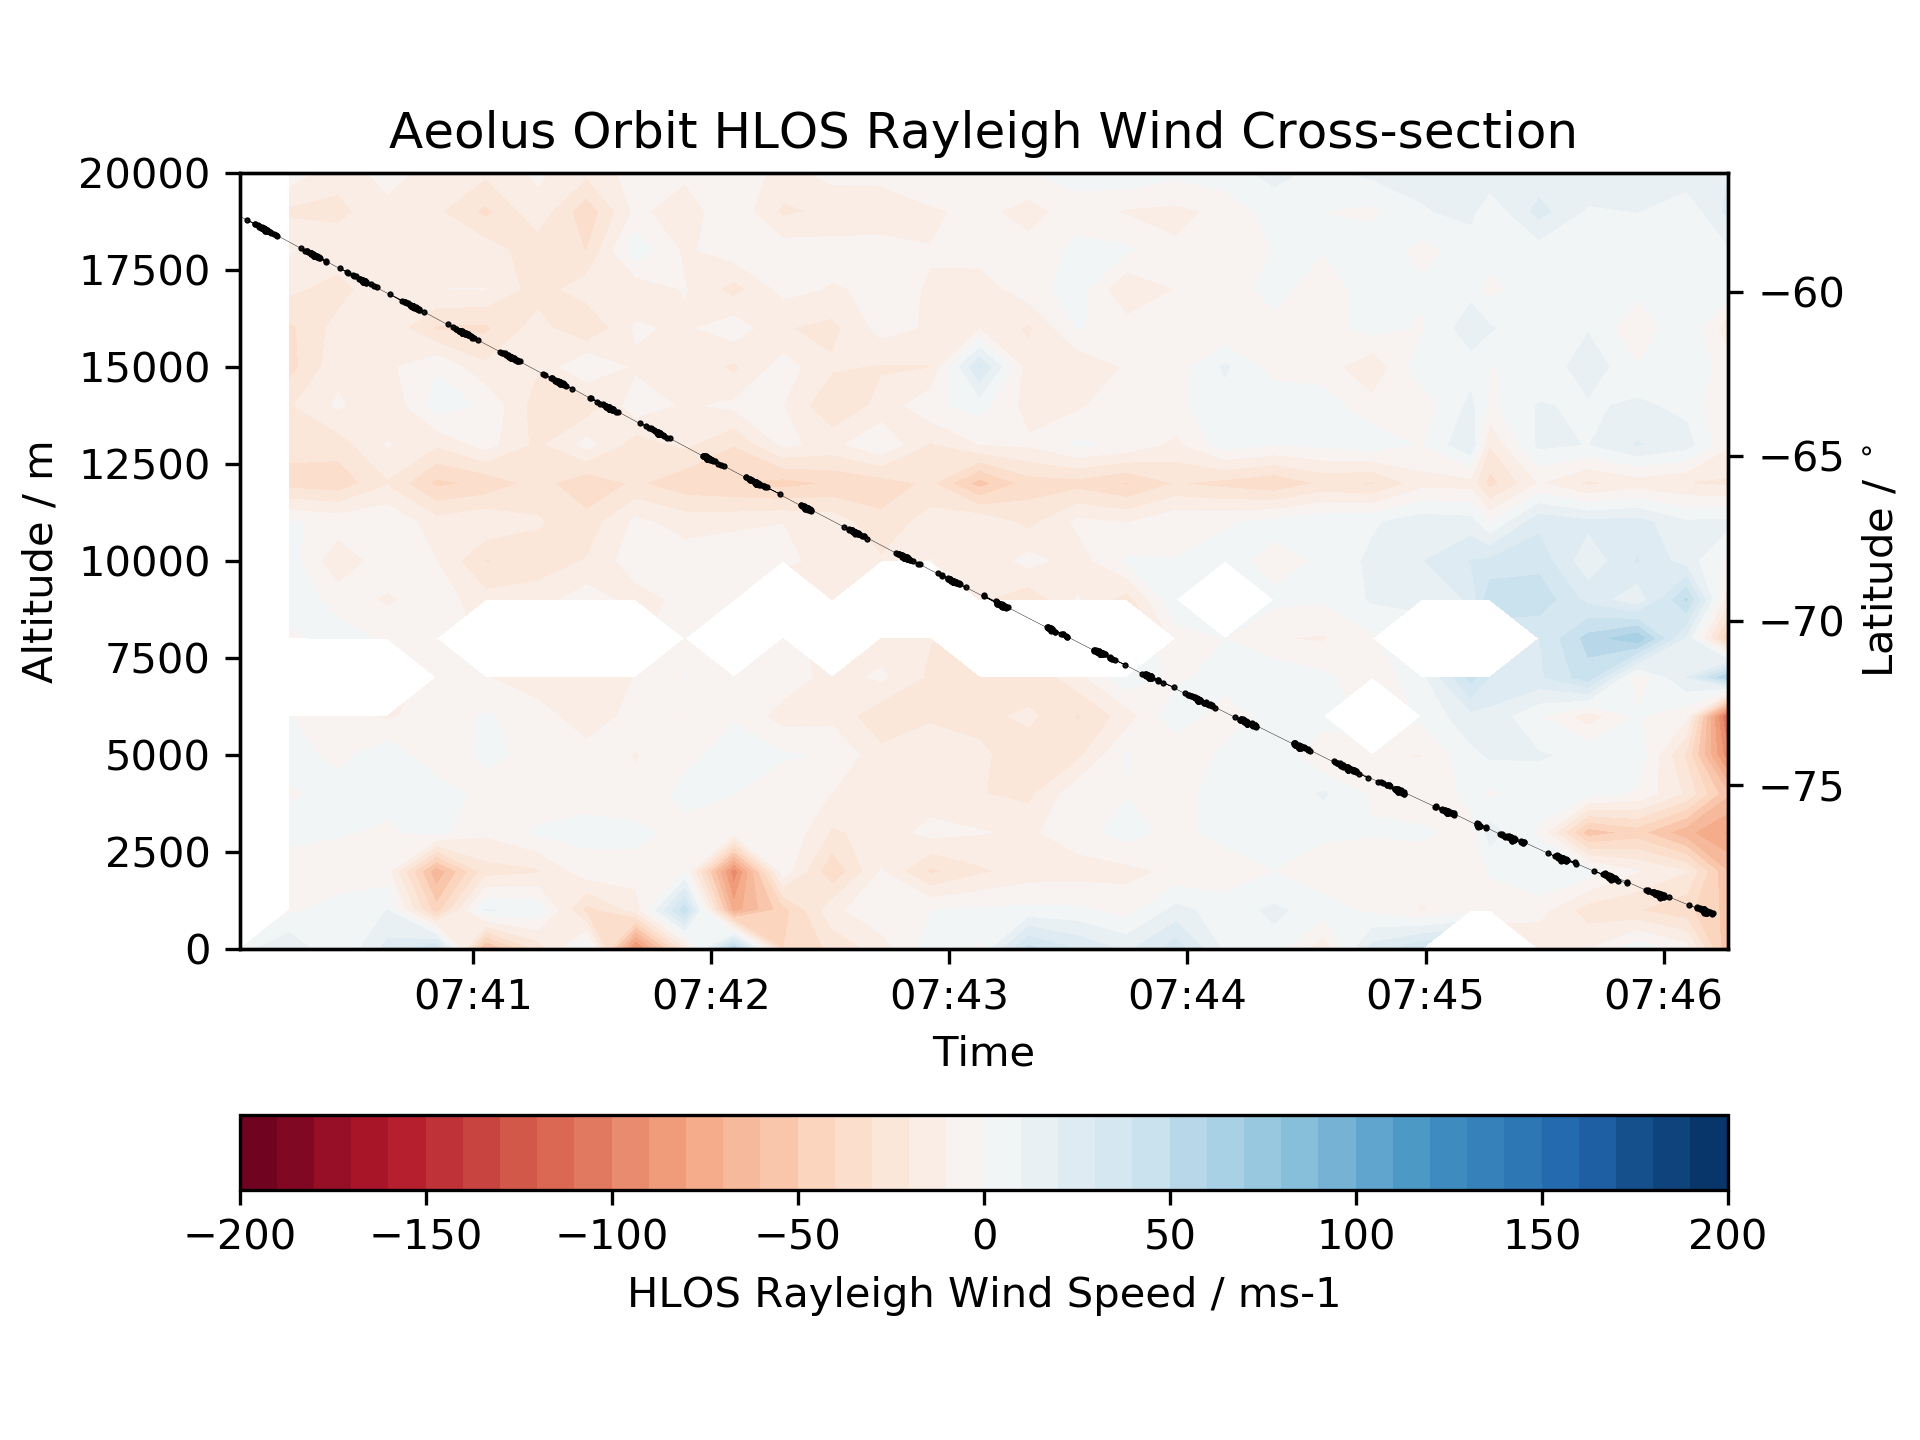 Aeolus Orbit HLOS Rayleigh Wind Cross-section
20000
17500
15000
12500
10000
7500
5000
2500
0
Altitude / m
−60
−65
−70
−75
Latitude / °
07:41 07:42 07:43 07:44 07:45 07:46
Time
−200 −150 −100 −50 0 50 100 150 200
HLOS Rayleigh Wind Speed / ms-1